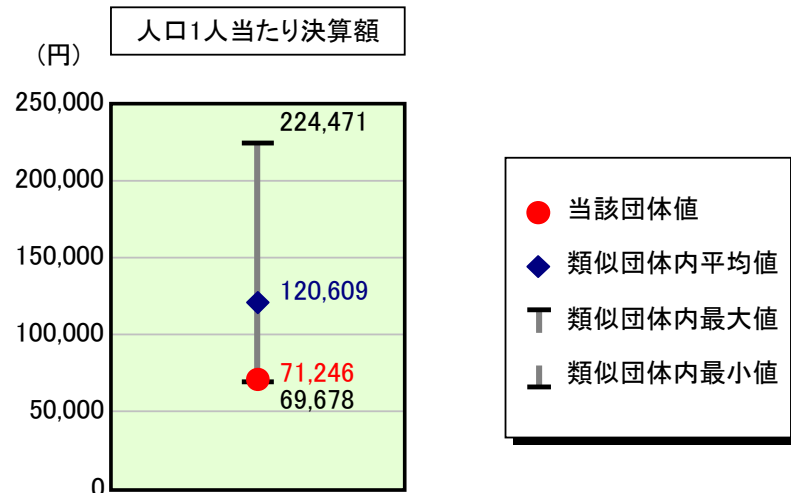 人口1人当たり決算額
(円)
250,000
224,471
200,000
150,000
120,609
100,000
71,246
69,678
50,000
0
当該団体値
類似団体内平均値
類似団体内最大値
類似団体内最小値